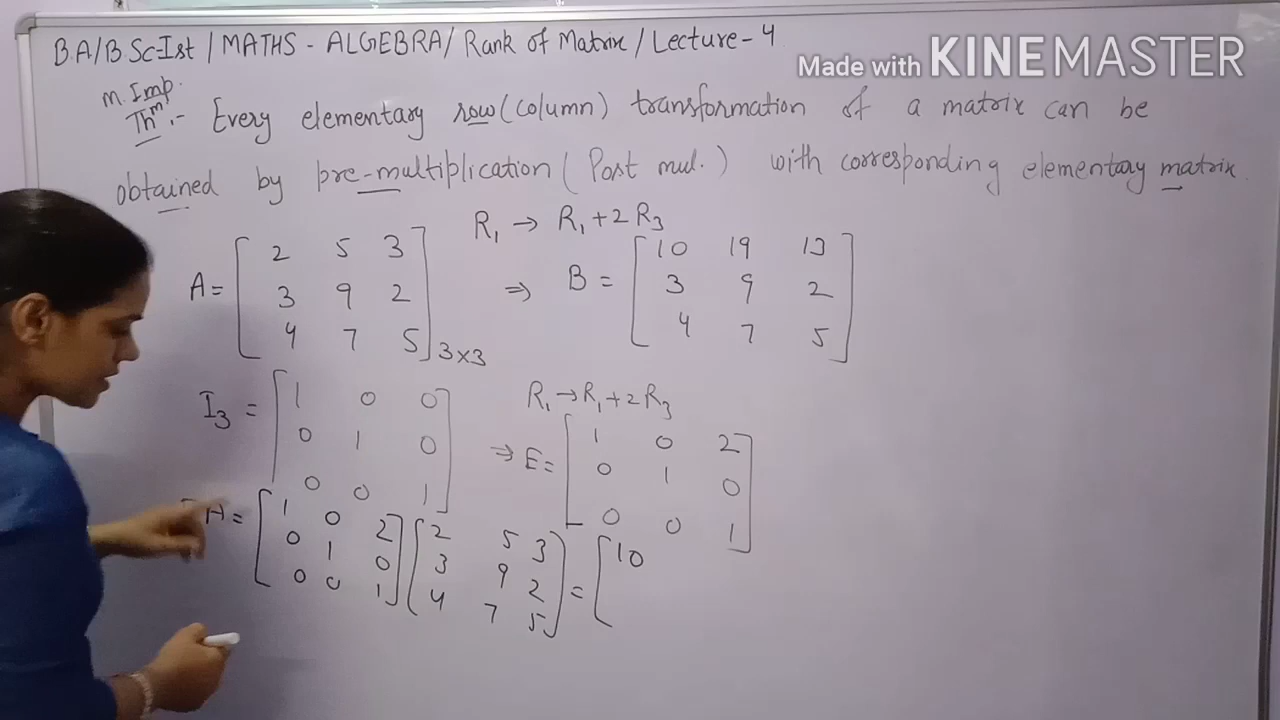 B.A/B Sc-Ist / MATHS - ALGEBRA / Rank of Matrix / Lecture - 4
Made with KINEMASTER
m. Imp.
Thm :- Every elementary row (column) transformation of a matrix can be
obtained by pre-multiplication ( Post mul. ) with corresponding elementary matrix.
R1 → R1 + 2 R3
A = [ 2 5 3 ⇒ B = [ 10 19 13 ]
3 9 2 3 9 2
4 7 5 ] 3×3 4 7 5
R1 → R1 + 2 R3
I3 = [ 1 0 0 ⇒ E = [ 1 0 2
0 1 0 0 1 0
0 0 1 ] 0 0 1 ]
A = [ 1 0 2 ] [ 2 5 3 ] = [ 10
0 1 0 3 9 2
0 0 1 4 7 5